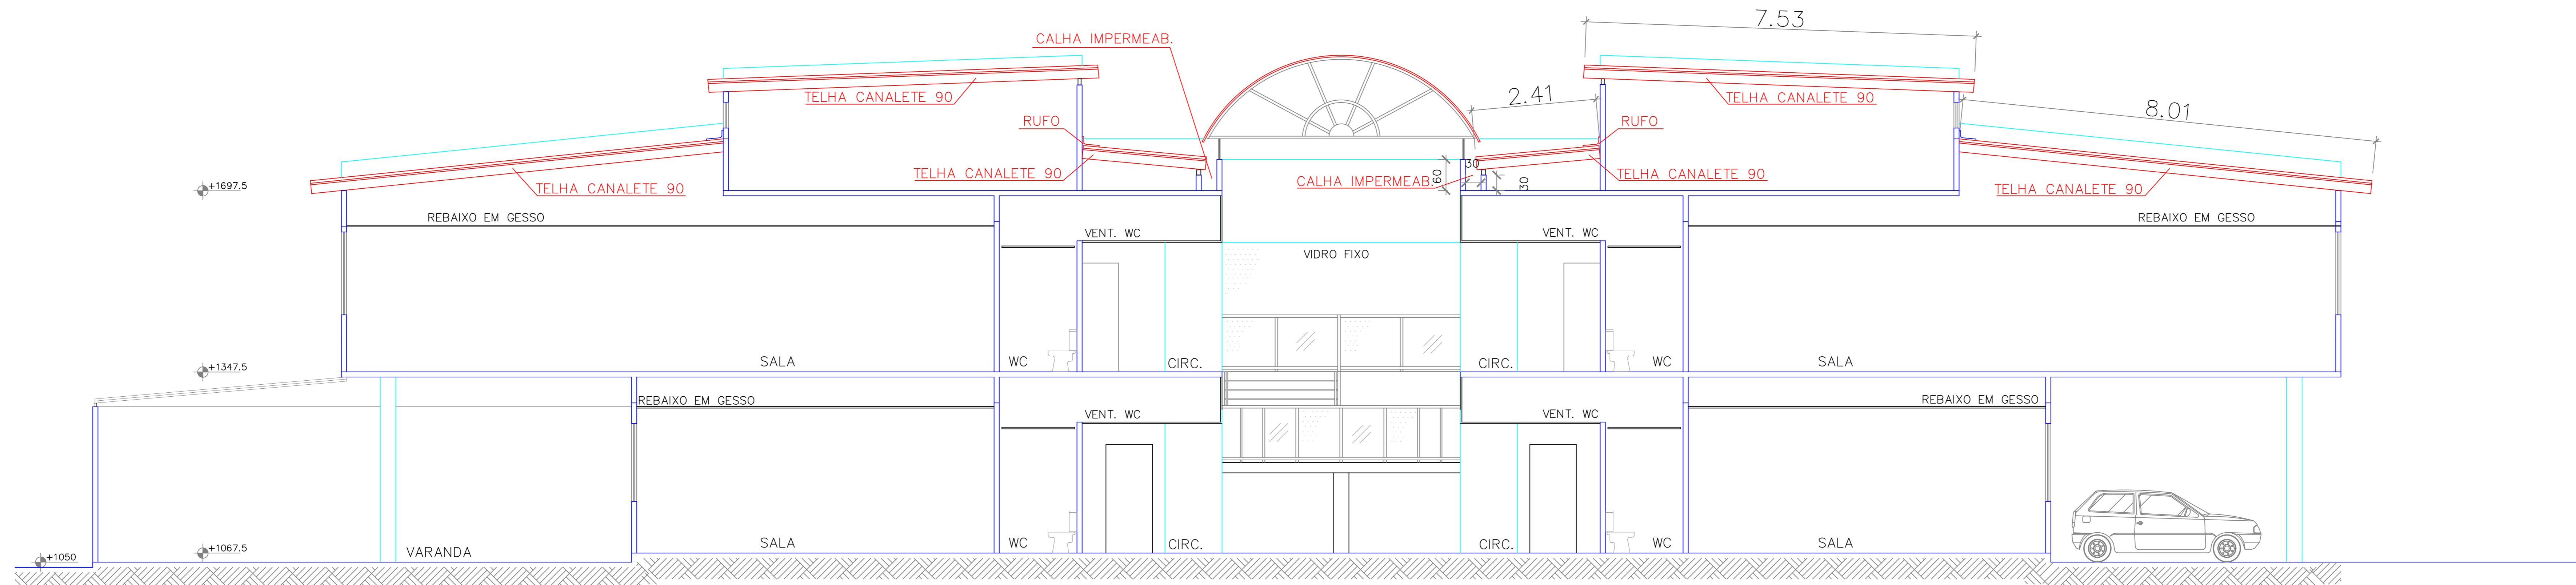 7.53
CALHA IMPERMEAB.
TELHA CANALETE 90
2.41
TELHA CANALETE 90
8.01
RUFO
RUFO
TELHA CANALETE 90
TELHA CANALETE 90
30
60
CALHA IMPERMEAB.
30
TELHA CANALETE 90
TELHA CANALETE 90
+1697.5
REBAIXO EM GESSO
REBAIXO EM GESSO
VENT. WC
VENT. WC
VIDRO FIXO
SALA
WC
CIRC.
CIRC.
WC
SALA
+1347.5
REBAIXO EM GESSO
REBAIXO EM GESSO
VENT. WC
VENT. WC
+1050
+1067.5
VARANDA
SALA
WC
CIRC.
CIRC.
WC
SALA